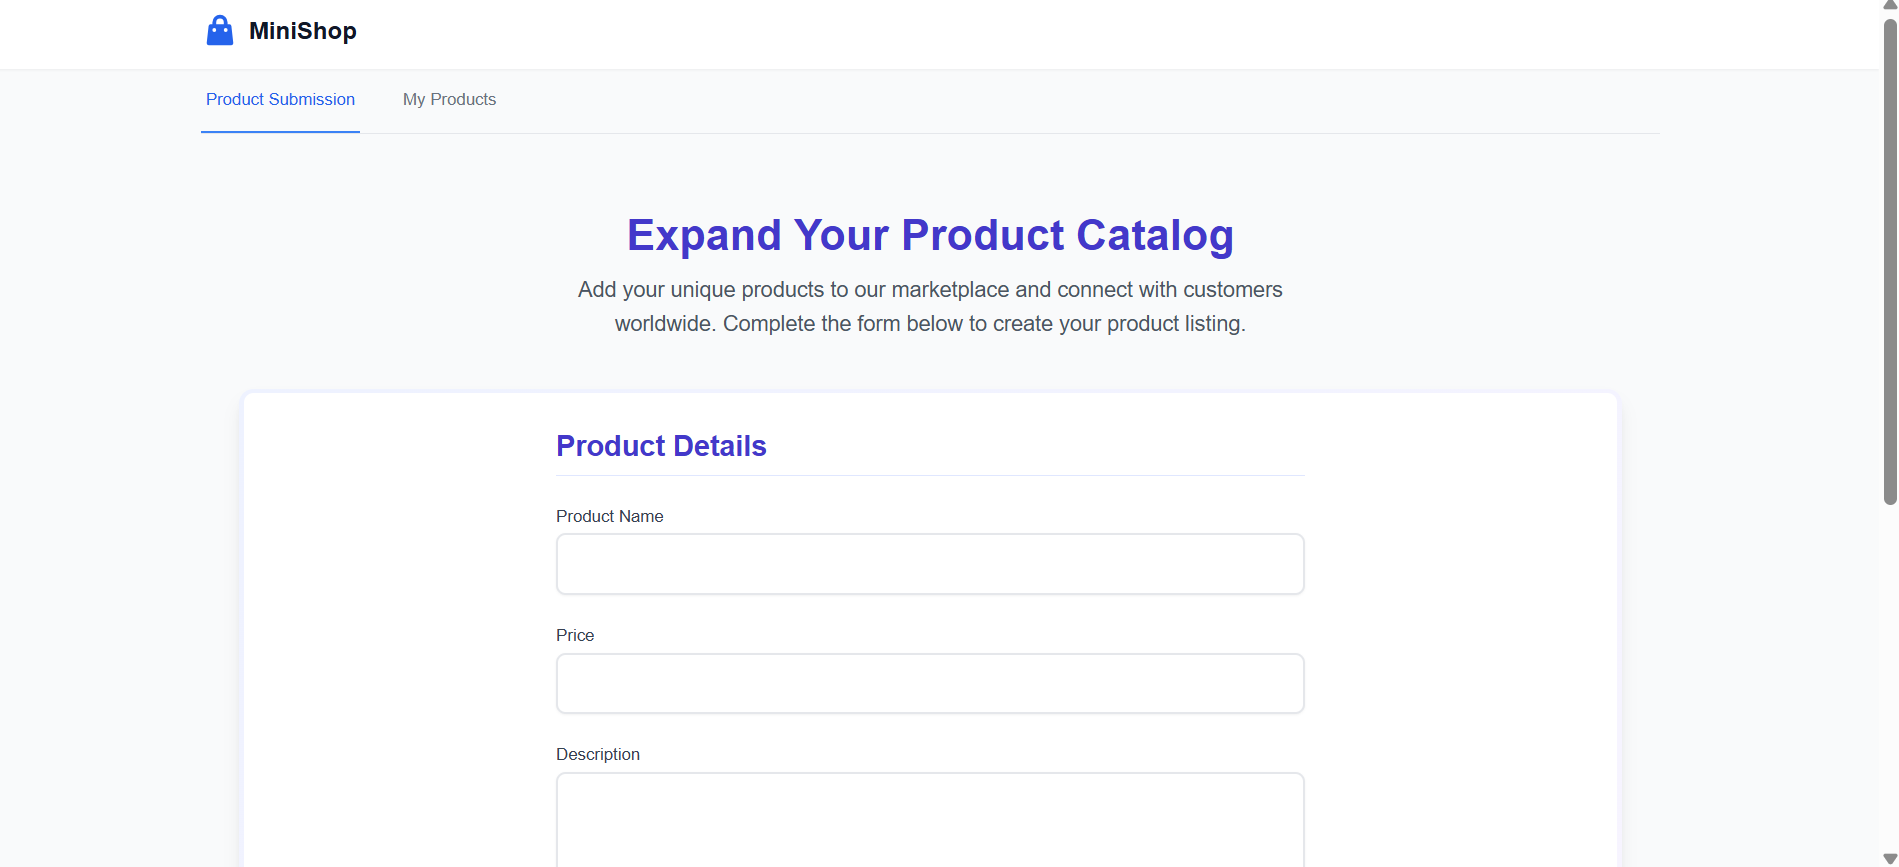 MiniShop
Product Submission
My Products
Expand Your Product Catalog
Add your unique products to our marketplace and connect with customers
worldwide. Complete the form below to create your product listing.
Product Details
Product Name
Price
Description